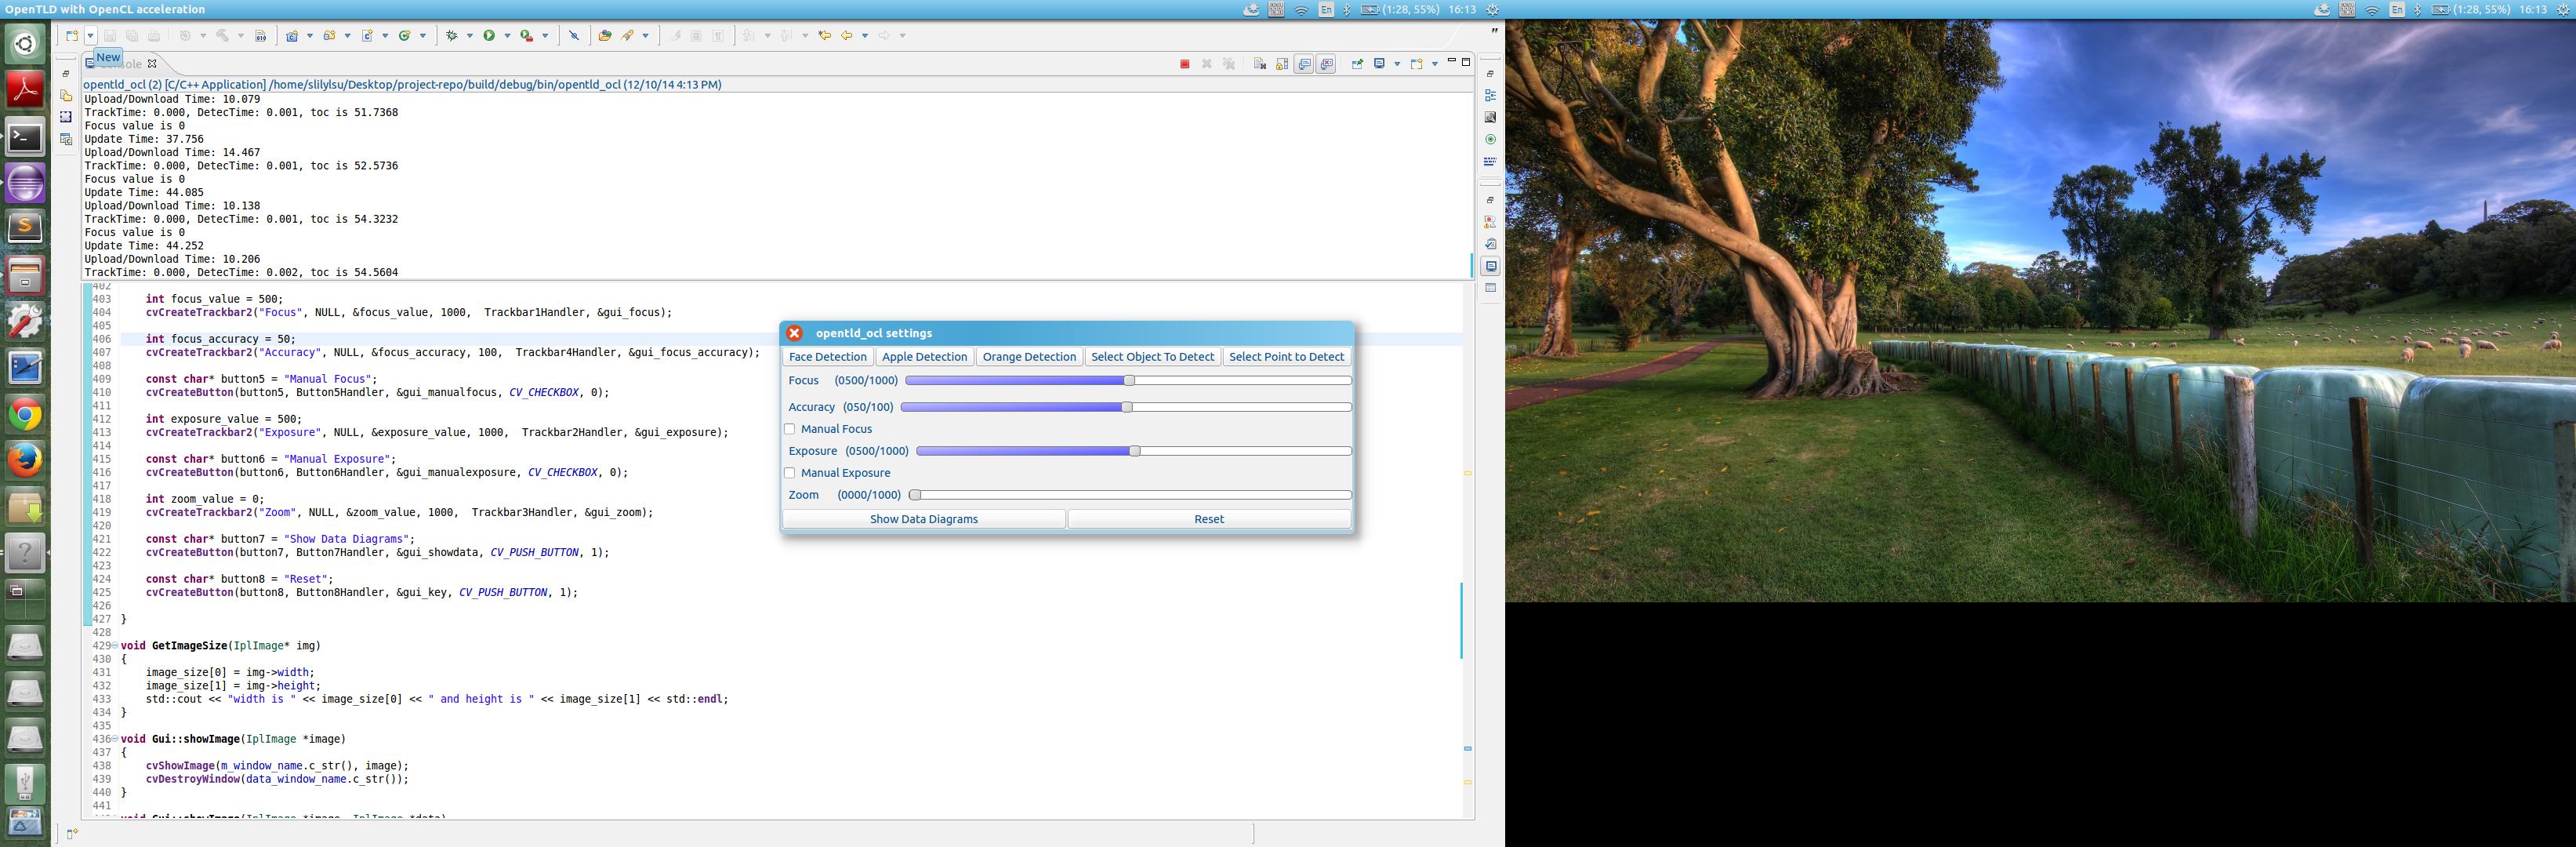 OpenTLD with OpenCL acceleration
En (1:28, 55%) 16:13
En (1:28, 55%) 16:13
New
Console
opentld_ocl (2) [C/C++ Application] /home/slilylsu/Desktop/project-repo/build/debug/bin/opentld_ocl (12/10/14 4:13 PM)
Upload/Download Time: 10.079
TrackTime: 0.000, DetecTime: 0.001, toc is 51.7368
Focus value is 0
Update Time: 37.756
Upload/Download Time: 14.467
TrackTime: 0.000, DetecTime: 0.001, toc is 52.5736
Focus value is 0
Update Time: 44.085
Upload/Download Time: 10.138
TrackTime: 0.000, DetecTime: 0.001, toc is 54.3232
Focus value is 0
Update Time: 44.252
Upload/Download Time: 10.206
TrackTime: 0.000, DetecTime: 0.002, toc is 54.5604
402
403 int focus_value = 500;
404 cvCreateTrackbar2("Focus", NULL, &focus_value, 1000, Trackbar1Handler, &gui_focus);
405
406 int focus_accuracy = 50;
407 cvCreateTrackbar2("Accuracy", NULL, &focus_accuracy, 100, Trackbar4Handler, &gui_focus_accuracy);
408
409 const char* button5 = "Manual Focus";
410 cvCreateButton(button5, Button5Handler, &gui_manualfocus, CV_CHECKBOX, 0);
411
412 int exposure_value = 500;
413 cvCreateTrackbar2("Exposure", NULL, &exposure_value, 1000, Trackbar2Handler, &gui_exposure);
414
415 const char* button6 = "Manual Exposure";
416 cvCreateButton(button6, Button6Handler, &gui_manualexposure, CV_CHECKBOX, 0);
417
418 int zoom_value = 0;
419 cvCreateTrackbar2("Zoom", NULL, &zoom_value, 1000, Trackbar3Handler, &gui_zoom);
420
421 const char* button7 = "Show Data Diagrams";
422 cvCreateButton(button7, Button7Handler, &gui_showdata, CV_PUSH_BUTTON, 1);
423
424 const char* button8 = "Reset";
425 cvCreateButton(button8, Button8Handler, &gui_key, CV_PUSH_BUTTON, 1);
426
427 }
428
429 void GetImageSize(IplImage* img)
430 {
431 image_size[0] = img->width;
432 image_size[1] = img->height;
433 std::cout << "width is " << image_size[0] << " and height is " << image_size[1] << std::endl;
434 }
435
436 void Gui::showImage(IplImage *image)
437 {
438 cvShowImage(m_window_name.c_str(), image);
439 cvDestroyWindow(data_window_name.c_str());
440 }
441
opentld_ocl settings
Face Detection Apple Detection Orange Detection Select Object To Detect Select Point to Detect
Focus (0500/1000)
Accuracy (050/100)
Manual Focus
Exposure (0500/1000)
Manual Exposure
Zoom (0000/1000)
Show Data Diagrams Reset